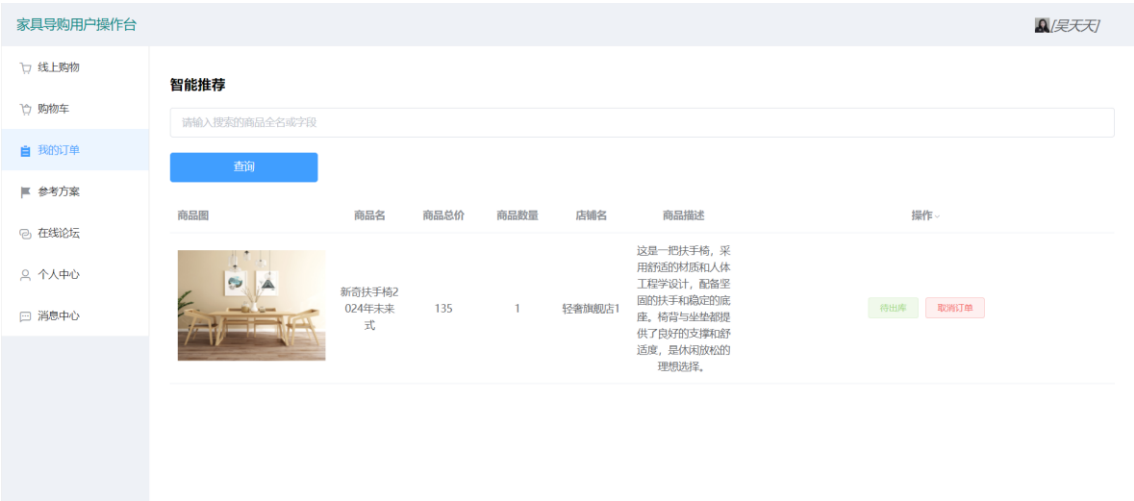 家具导购用户操作台
[吴天天]
线上购物
购物车
我的订单
参考方案
在线论坛
个人中心
消息中心
智能推荐
请输入搜索的商品全名或字段
查询
商品图 商品名 商品总价 商品数量 店铺名 商品描述 操作
新奇扶手椅2
024年未来
式
135
1
轻奢旗舰店1
这是一把扶手椅，采
用舒适的材质和人体
工程学设计，配备坚
固的扶手和稳定的底
座。椅背与坐垫都提
供了良好的支撑和舒
适度，是休闲放松的
理想选择。
待出库 取消订单